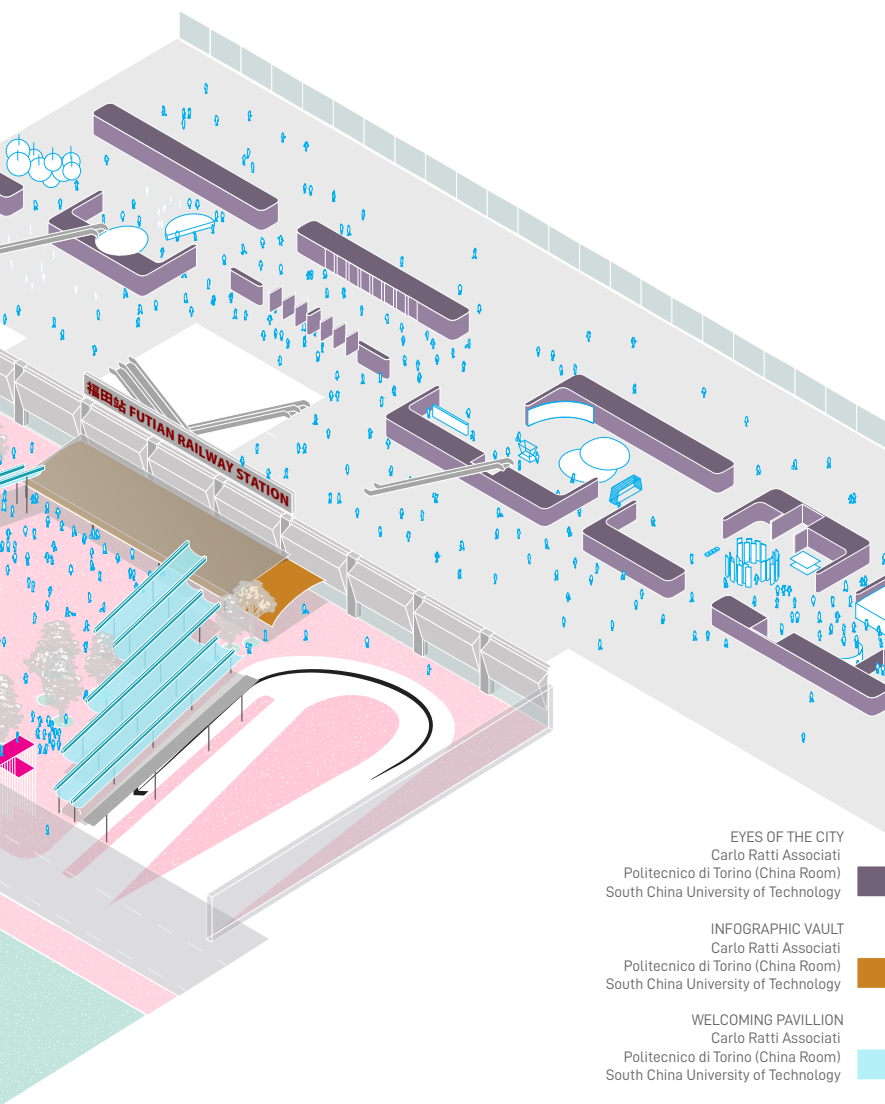 福田站 FUTIAN RAILWAY STATION
EYES OF THE CITY
Carlo Ratti Associati
Politecnico di Torino (China Room)
South China University of Technology
INFOGRAPHIC VAULT
Carlo Ratti Associati
Politecnico di Torino (China Room)
South China University of Technology
WELCOMING PAVILLION
Carlo Ratti Associati
Politecnico di Torino (China Room)
South China University of Technology